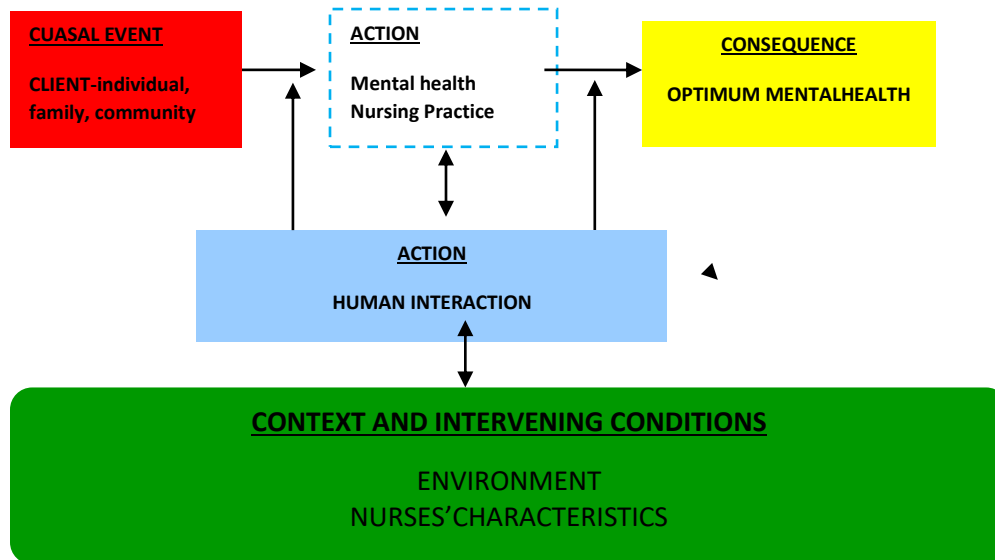 CUASAL EVENT
CLIENT-individual,
family, community
ACTION
Mental health
Nursing Practice
CONSEQUENCE
OPTIMUM MENTALHEALTH
ACTION
HUMAN INTERACTION
CONTEXT AND INTERVENING CONDITIONS
ENVIRONMENT
NURSES’CHARACTERISTICS